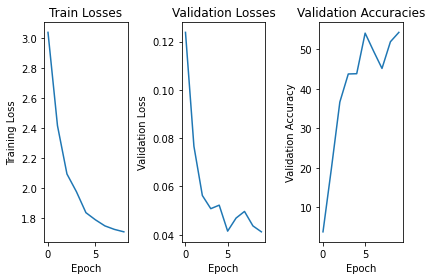 Train Losses
Training Loss
3.0
2.8
2.6
2.4
2.2
2.0
1.8
0
5
Epoch
Validation Losses
Validation Loss
0.12
0.10
0.08
0.06
0.04
0
5
Epoch
Validation Accuracies
Validation Accuracy
50
40
30
20
10
0
5
Epoch